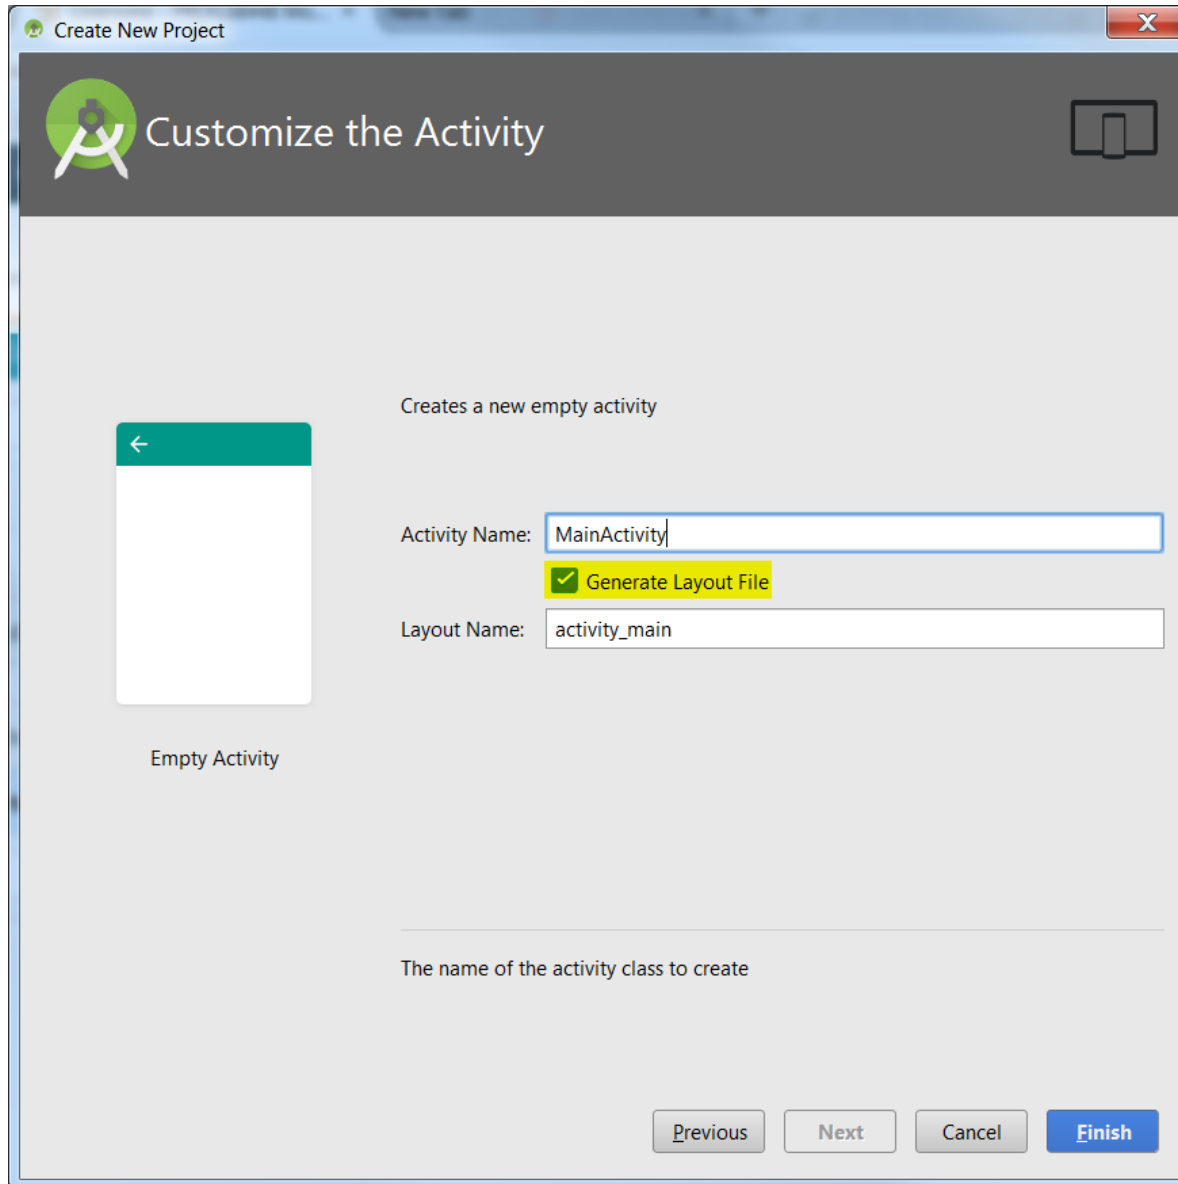 Create New Project
Customize the Activity
Creates a new empty activity
Activity Name: MainActivity
Generate Layout File
Layout Name: activity_main
Empty Activity
The name of the activity class to create
Previous Next Cancel Finish